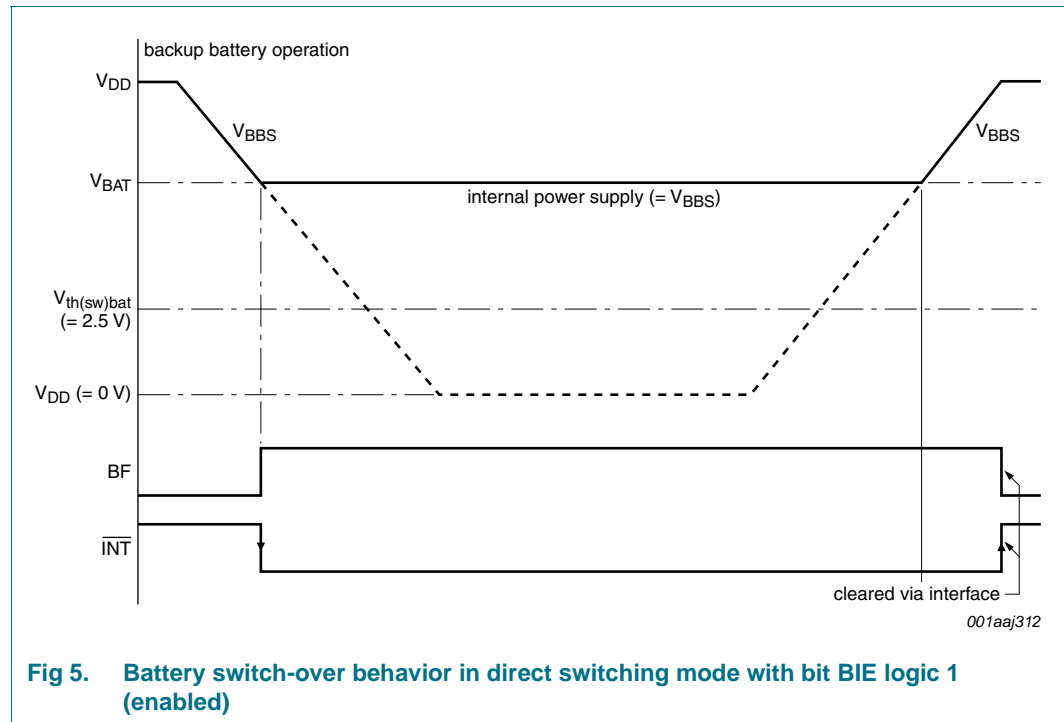 backup battery operation
VDD
VBBS
VBBS
VBAT
internal power supply (= VBBS)
Vth(sw)bat
(= 2.5 V)
VDD (= 0 V)
BF
INT
cleared via interface
001aaj312
Fig 5. Battery switch-over behavior in direct switching mode with bit BIE logic 1
(enabled)